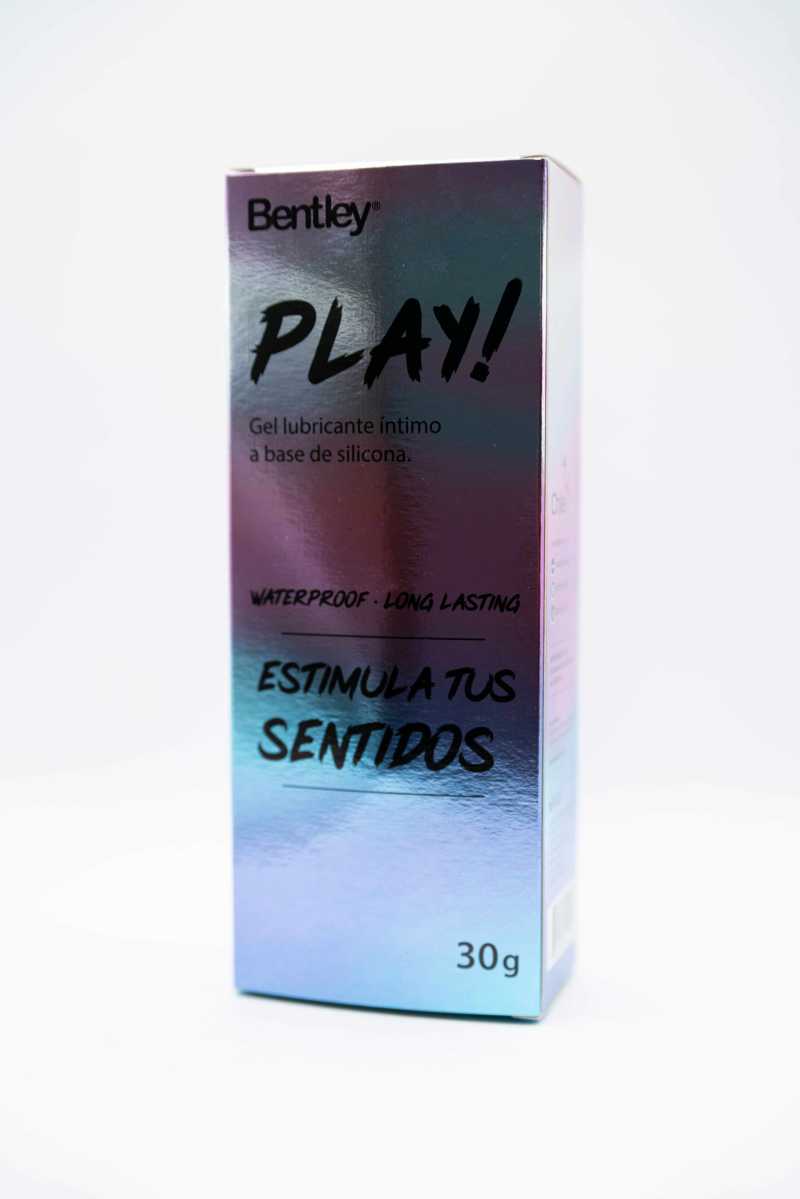 Bentley®
PLAY!
Gel lubricante íntimo
a base de silicona.
WATERPROOF · LONG LASTING
ESTIMULA TUS
SENTIDOS
30g